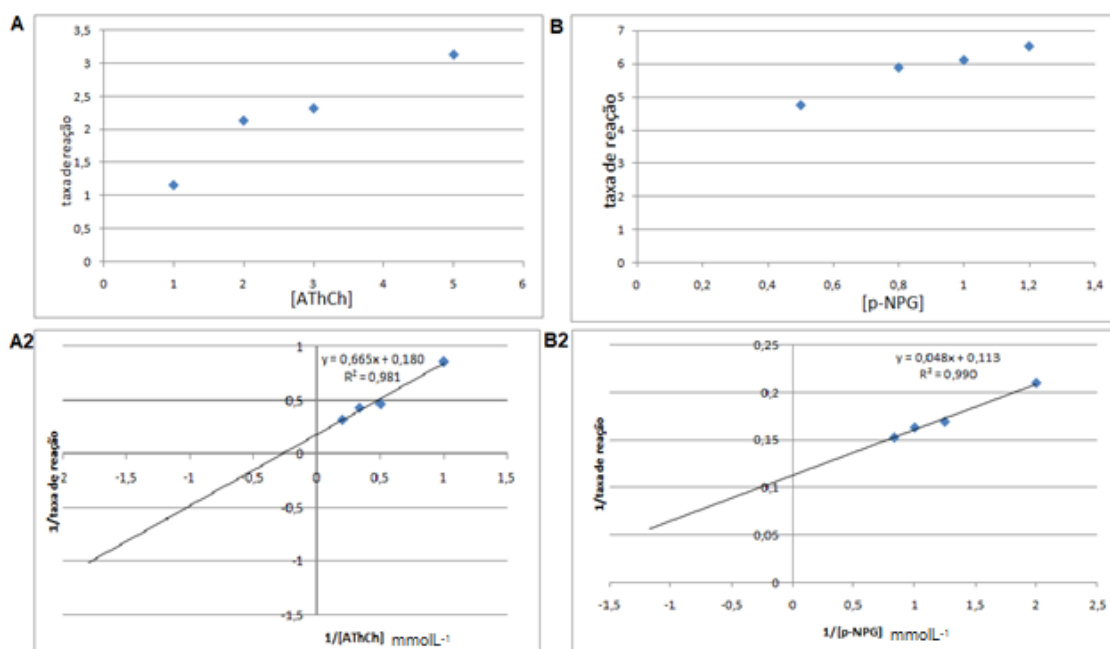 A
taxa de reação
3,5
3
2,5
2
1,5
1
0,5
0
0 1 2 3 4 5 6
[AThCh]
B
taxa de reação
7
6
5
4
3
2
1
0
0 0,2 0,4 0,6 0,8 1 1,2 1,4
[p-NPG]
A2
1/taxa de reação
y = 0,665x + 0,180
R² = 0,981
1
0,5
-2 -1,5 -1 -0,5 0 0 0,5 1 1,5
-0,5
-1
-1,5
1/[AThCh] mmolL⁻¹
B2
1/taxa de reação
y = 0,048x + 0,113
R² = 0,990
0,25
0,2
0,15
0,1
0,05
0
-1,5 -1 -0,5 0 0,5 1 1,5 2 2,5
1/[p-NPG] mmolL⁻¹